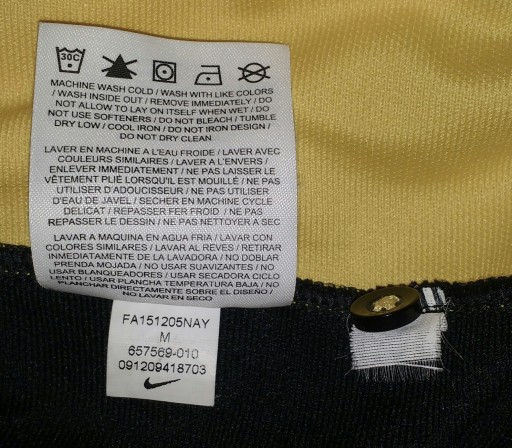 30C
MACHINE WASH COLD / WASH WITH LIKE COLORS
/ WASH INSIDE OUT / REMOVE IMMEDIATELY / DO
NOT ALLOW TO LAY ON ITSELF WHEN WET / DO
NOT USE SOFTENERS / DO NOT BLEACH / TUMBLE
DRY LOW / COOL IRON / DO NOT IRON DESIGN /
DO NOT DRY CLEAN
LAVER EN MACHINE A L'EAU FROIDE / LAVER AVEC
COULEURS SIMILAIRES / LAVER A L'ENVERS /
ENLEVER IMMEDIATEMENT / NE PAS LAISSER LE
VÊTEMENT PLIÉ LORSQU'IL EST MOUILLÉ / NE PAS
UTILISER D'ADOUCISSEUR / NE PAS UTILISER
D'EAU DE JAVEL / SECHER EN MACHINE CYCLE
DELICAT / REPASSER FER FROID / NE PAS
REPASSER LE DESSIN / NE PAS NETTOYER A SEC
LAVAR A MAQUINA EN AGUA FRIA / LAVAR CON
COLORES SIMILARES / LAVAR AL REVES / RETIRAR
INMEDIATAMENTE DE LA LAVADORA / NO DOBLAR
PRENDA MOJADA / NO USAR SUAVIZANTES / NO
USAR BLANQUEADORES / USAR SECADORA CICLO
LENTO / USAR PLANCHA TEMPERATURA BAJA / NO
PLANCHAR DIRECTAMENTE SOBRE EL DISEÑO /
NO LAVAR EN SECO
FA151205NAY
M
657569-010
091209418703